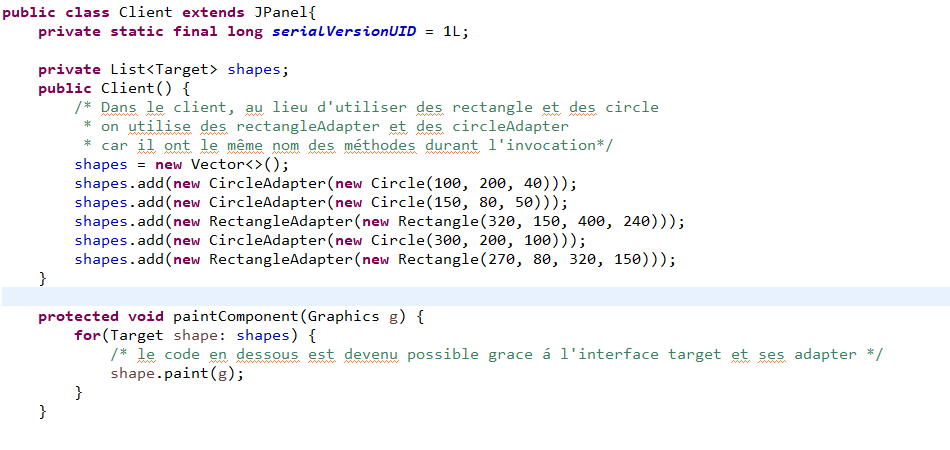 public class Client extends JPanel{
    private static final long serialVersionUID = 1L;

    private List<Target> shapes;
    public Client() {
        /* Dans le client, au lieu d'utiliser des rectangle et des circle
         * on utilise des rectangleAdapter et des circleAdapter
         * car il ont le même nom des méthodes durant l'invocation*/
        shapes = new Vector<>();
        shapes.add(new CircleAdapter(new Circle(100, 200, 40)));
        shapes.add(new CircleAdapter(new Circle(150, 80, 50)));
        shapes.add(new RectangleAdapter(new Rectangle(320, 150, 400, 240)));
        shapes.add(new CircleAdapter(new Circle(300, 200, 100)));
        shapes.add(new RectangleAdapter(new Rectangle(270, 80, 320, 150)));
    }

    protected void paintComponent(Graphics g) {
        for(Target shape: shapes) {
            /* le code en dessous est devenu possible grace á l'interface target et ses adapter */
            shape.paint(g);
        }
    }